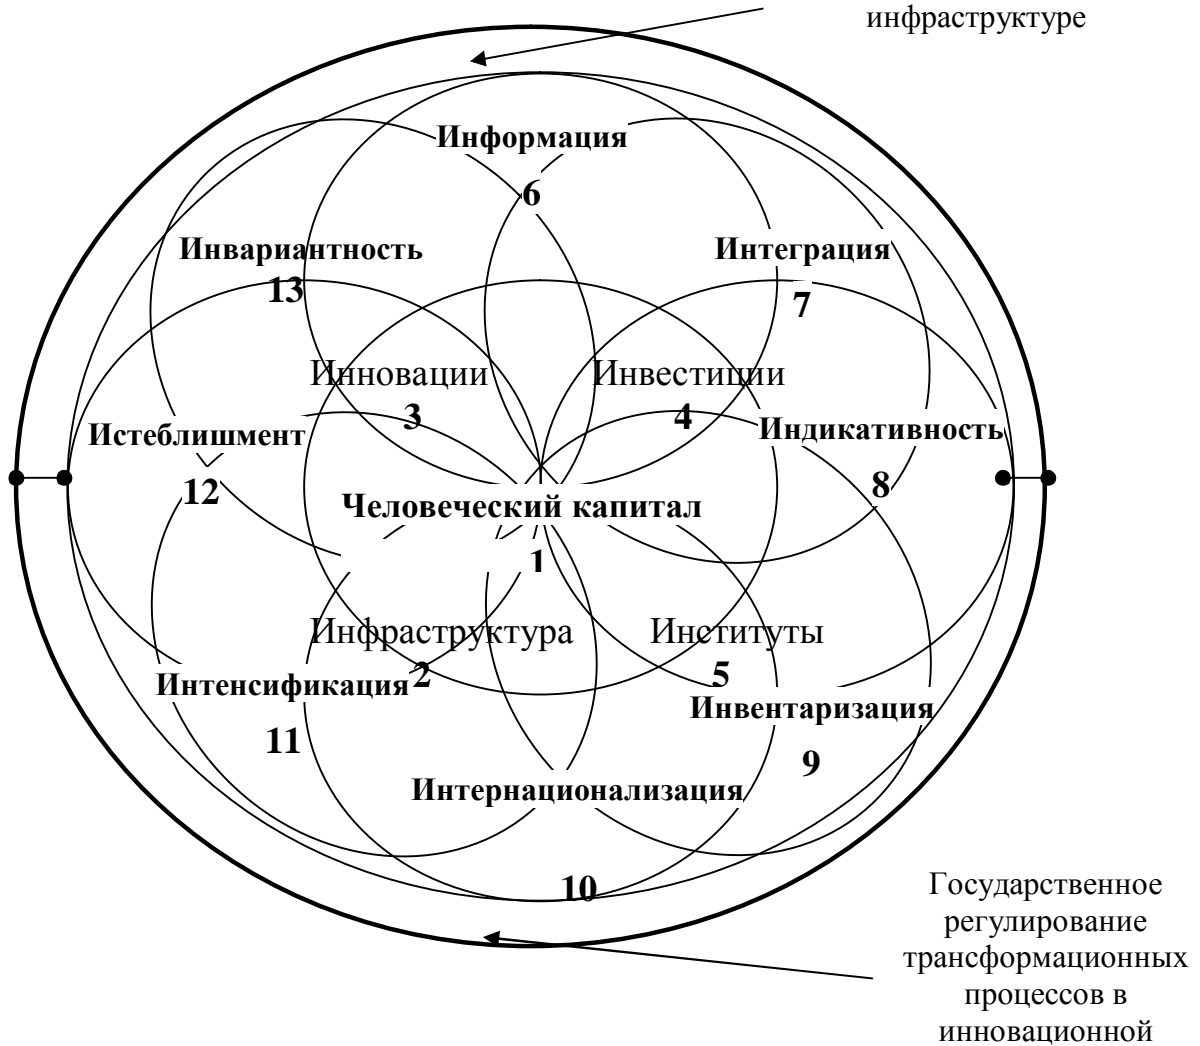 инфраструктуре
Информация
6
Инвариантность
13
Интеграция
7
Инновации
3
Инвестиции
4
Истеблишмент
12
Индикативность
8
Человеческий капитал
1
Инфраструктура
2
Институты
5
Интенсификация
11
Инвентаризация
9
Интернационализация
10
Государственное
регулирование
трансформационных
процессов в
инновационной